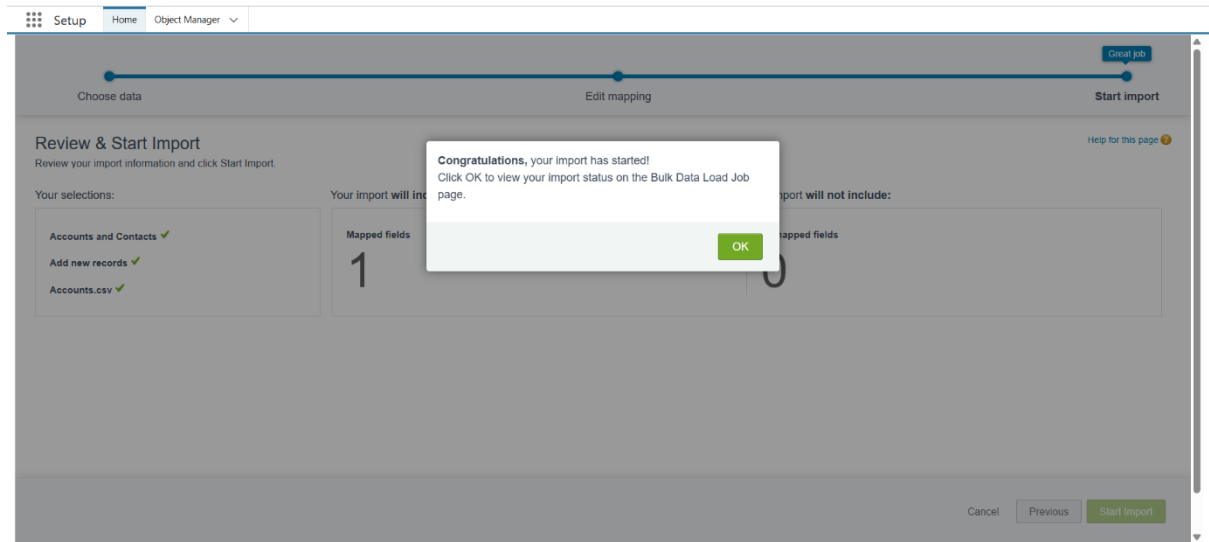 Setup Home Object Manager
Great job
Choose data Edit mapping Start import
Review & Start Import
Help for this page ?
Review your import information and click Start Import.
Congratulations, your import has started!
Click OK to view your import status on the Bulk Data Load Job
page.
OK
Your selections:
Accounts and Contacts
Add new records
Accounts.csv
Your import will
Mapped fields
1
will not include:
fields
0
Cancel Previous Start Import